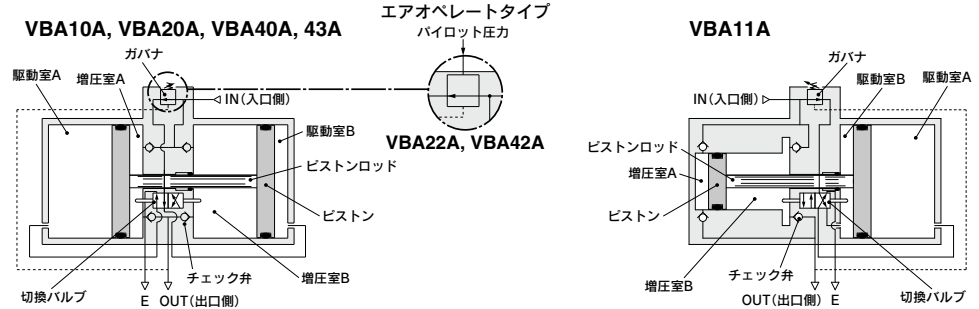 エアオペレートタイプ
パイロット圧力
VBA10A, VBA20A, VBA40A, 43A
VBA11A
ガバナ
駆動室A
増圧室A
IN(入口側)
駆動室B
VBA22A, VBA42A
ピストンロッド
ピストン
増圧室B
チェック弁
切換バルブ
E
OUT(出口側)
ガバナ
駆動室B
駆動室A
IN(入口側)
ピストンロッド
増圧室A
ピストン
チェック弁
増圧室B
OUT(出口側)
E
切換バルブ